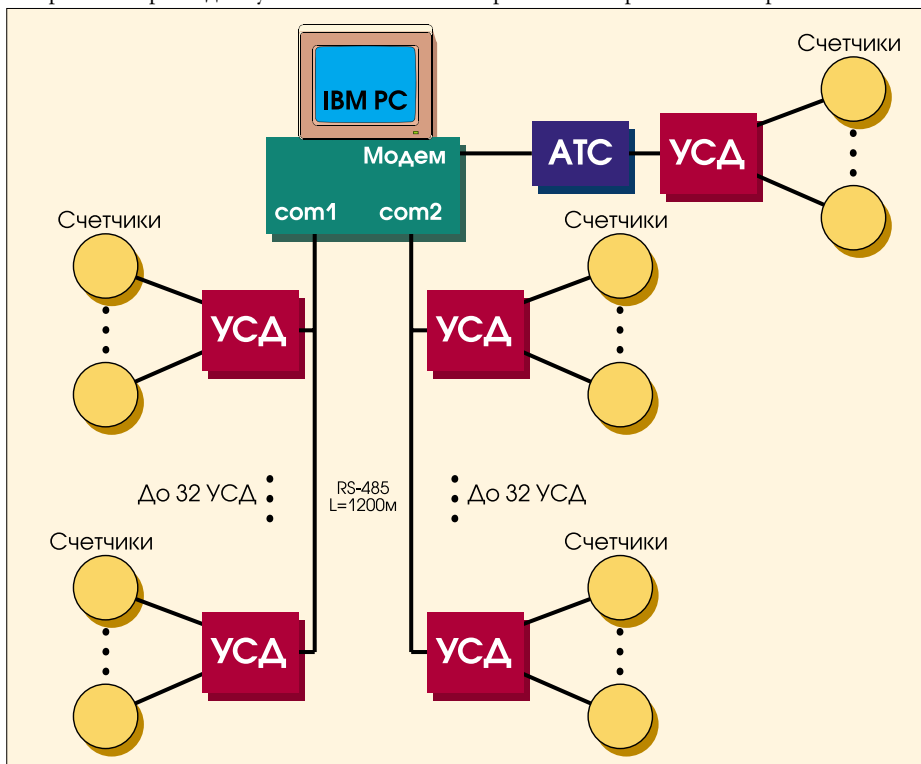 Счетчики
IBM PC
Модем
АТС
УСД
com1
com2
Счетчики
Счетчики
УСД
УСД
До 32 УСД
RS-485
L=1200м
До 32 УСД
Счетчики
Счетчики
УСД
УСД